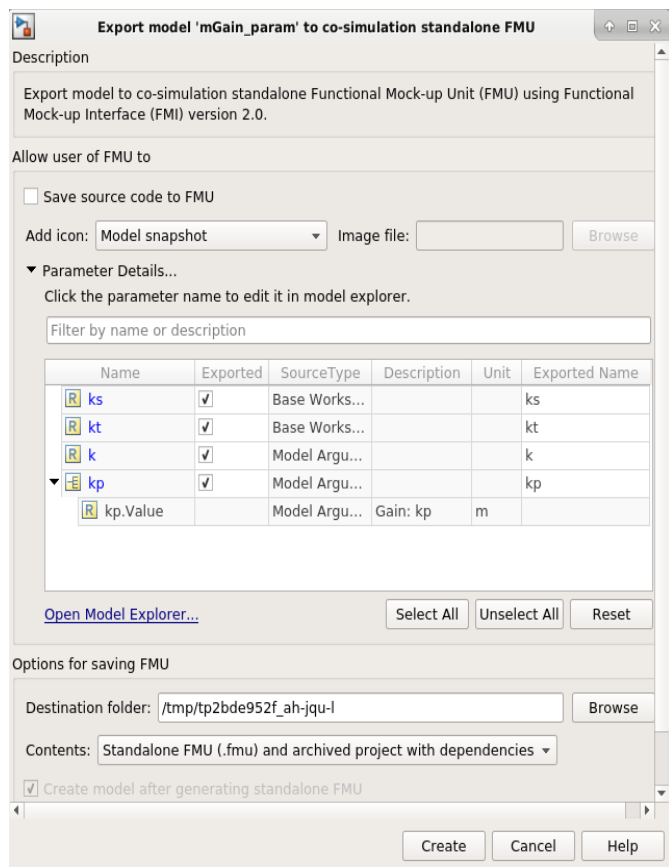 Export model 'mGain_param' to co-simulation standalone FMU
Description
Export model to co-simulation standalone Functional Mock-up Unit (FMU) using Functional
Mock-up Interface (FMI) version 2.0.
Allow user of FMU to
Save source code to FMU
Add icon: Model snapshot Image file: Browse
Parameter Details...
Click the parameter name to edit it in model explorer.
Filter by name or description
Name Exported SourceType Description Unit Exported Name
R ks Base Works... ks
R kt Base Works... kt
R k Model Argu... k
kp Model Argu... kp
R kp.Value Model Argu... Gain: kp m
Open Model Explorer... Select All Unselect All Reset
Options for saving FMU
Destination folder: /tmp/tp2bde952f_ah-jqu-l Browse
Contents: Standalone FMU (.fmu) and archived project with dependencies
Create model after generating standalone FMU
Create Cancel Help